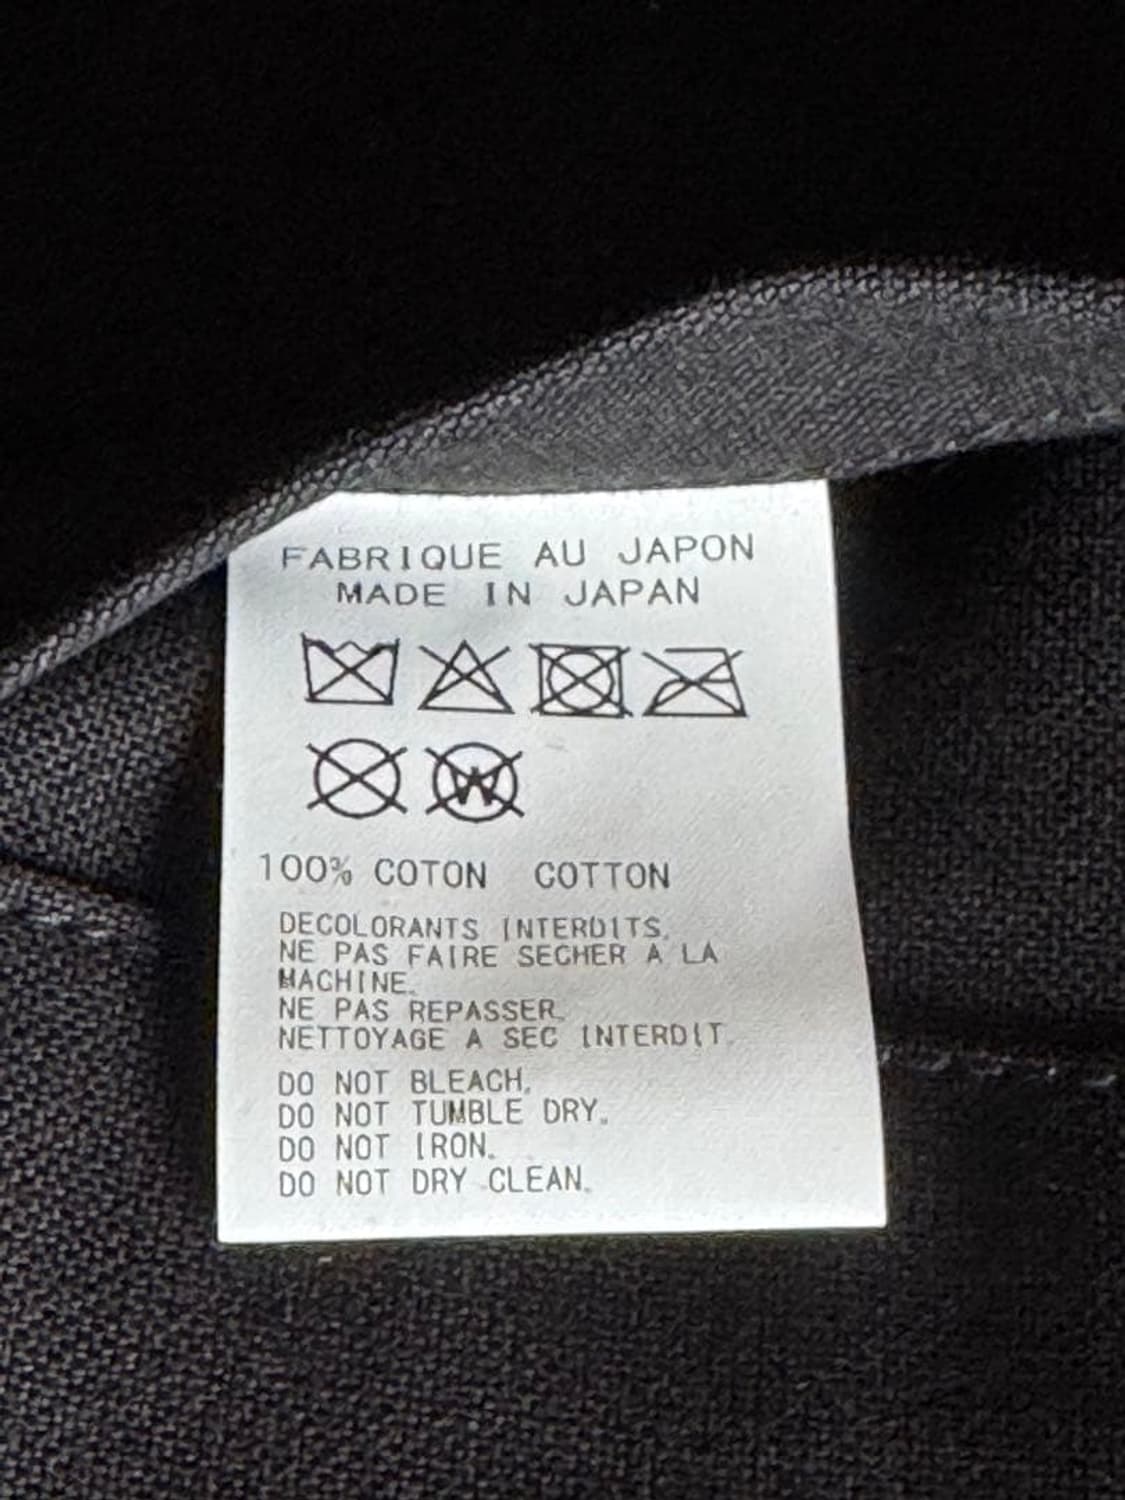 FABRIQUE AU JAPON
MADE IN JAPAN
W
100% COTON COTTON
DECOLORANTS INTERDITS.
NE PAS FAIRE SECHER A LA
MACHINE.
NE PAS REPASSER.
NETTOYAGE A SEC INTERDIT.
DO NOT BLEACH.
DO NOT TUMBLE DRY.
DO NOT IRON.
DO NOT DRY CLEAN.